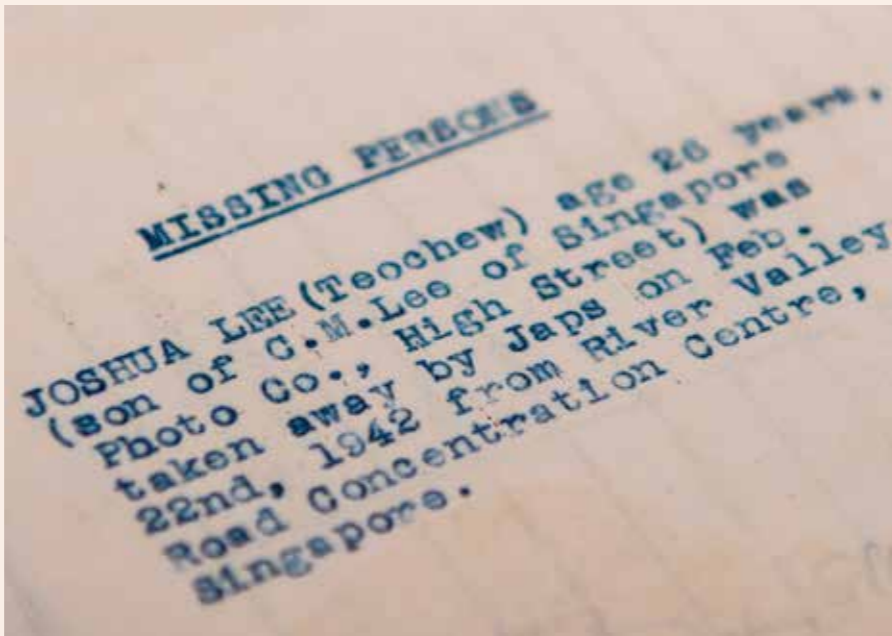 MISSING PERSONS
JOSHUA LEE (Teochew) age 26 years,
(son of C.M.Lee of Singapore
Photo Co., High Street) was
taken away by Japs on Feb.
22nd, 1942 from River Valley
Road Concentration Centre,
Singapore.